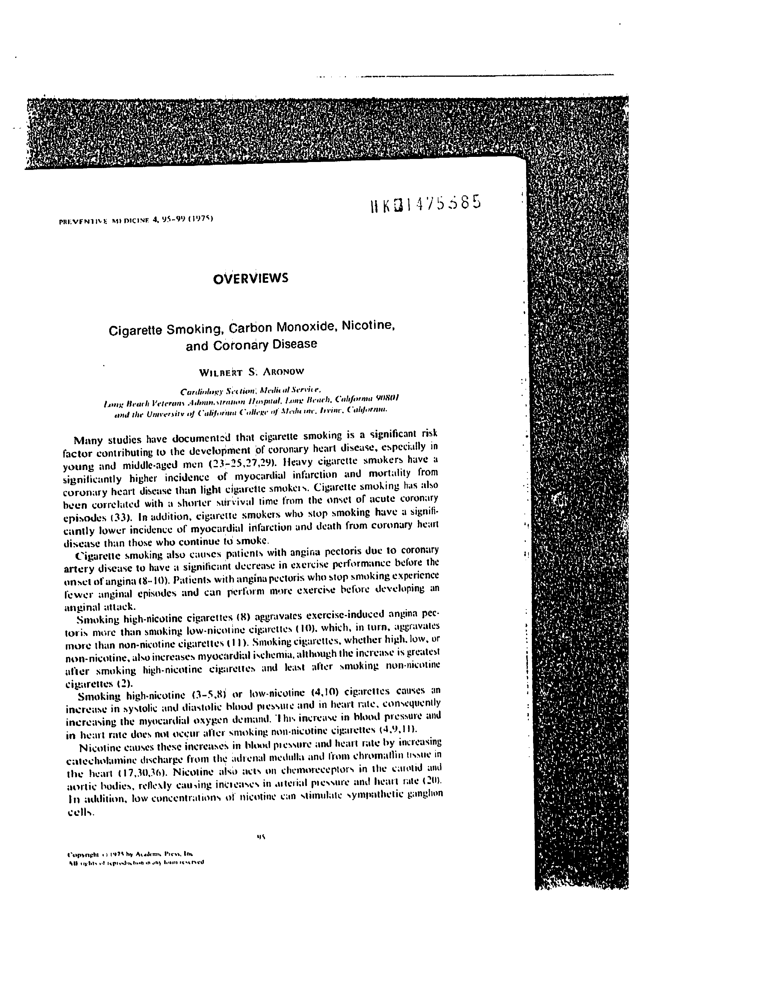 HK01475385
PREVENTIVE MEDICINE 4, 95-99 (1975)
OVERVIEWS
Cigarette Smoking, Carbon Monoxide, Nicotine,
and Coronary Disease
WILBERT S. ARONOW
Cardiology Section, Medical Service,
Long Beach Veterans Administration Hospital, Long Beach, California 90801
and the University of California College of Medicine, Irvine, California.
Many studies have documented that cigarette smoking is a significant risk
factor contributing to the development of coronary heart disease, especially in
young and middle-aged men (23-25,27,29). Heavy cigarette smokers have a
significantly higher incidence of myocardial infarction and mortality from
coronary heart disease than light cigarette smokers. Cigarette smoking has also
been correlated with a shorter survival time from the onset of acute coronary
episodes (33). In addition, cigarette smokers who stop smoking have a signifi-
cantly lower incidence of myocardial infarction and death from coronary heart
disease than those who continue to smoke.
Cigarette smoking also causes patients with angina pectoris due to coronary
artery disease to have a significant decrease in exercise performance before the
onset of angina (8-10). Patients with angina pectoris who stop smoking experience
fewer anginal episodes and can perform more exercise before developing an
anginal attack.
Smoking high-nicotine cigarettes (8) aggravates exercise-induced angina pec-
toris more than smoking low-nicotine cigarettes (10), which, in turn, aggravates
more than non-nicotine cigarettes (11). Smoking cigarettes, whether high, low, or
non-nicotine, also increases myocardial ischemia, although the increase is greatest
after smoking high-nicotine cigarettes and least after smoking non-nicotine
cigarettes (2).
Smoking high-nicotine (3-5,8) or low-nicotine (4,10) cigarettes causes an
increase in systolic and diastolic blood pressure and in heart rate, consequently
increasing the myocardial oxygen demand. This increase in blood pressure and
in heart rate does not occur after smoking non-nicotine cigarettes (4,9,11).
Nicotine causes these increases in blood pressure and heart rate by increasing
catecholamine discharge from the adrenal medulla and from chromaffin tissue in
the heart (17,30,36). Nicotine also acts on chemoreceptors in the carotid and
aortic bodies, reflexly causing increases in arterial pressure and heart rate (20).
In addition, low concentrations of nicotine can stimulate sympathetic ganglion
cells.
95
Copyright © 1975 by Academic Press, Inc.
All rights of reproduction in any form reserved